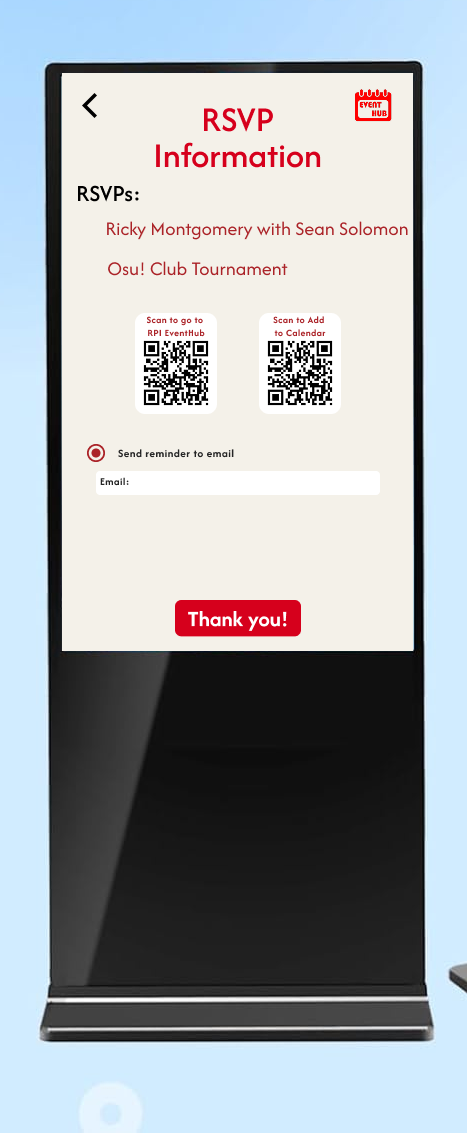 EVENT
HUB
RSVP
Information
RSVPs:
Ricky Montgomery with Sean Solomon
Osu! Club Tournament
Scan to go to
RPI EventHub
Scan to Add
to Calendar
Send reminder to email
Email:
Thank you!